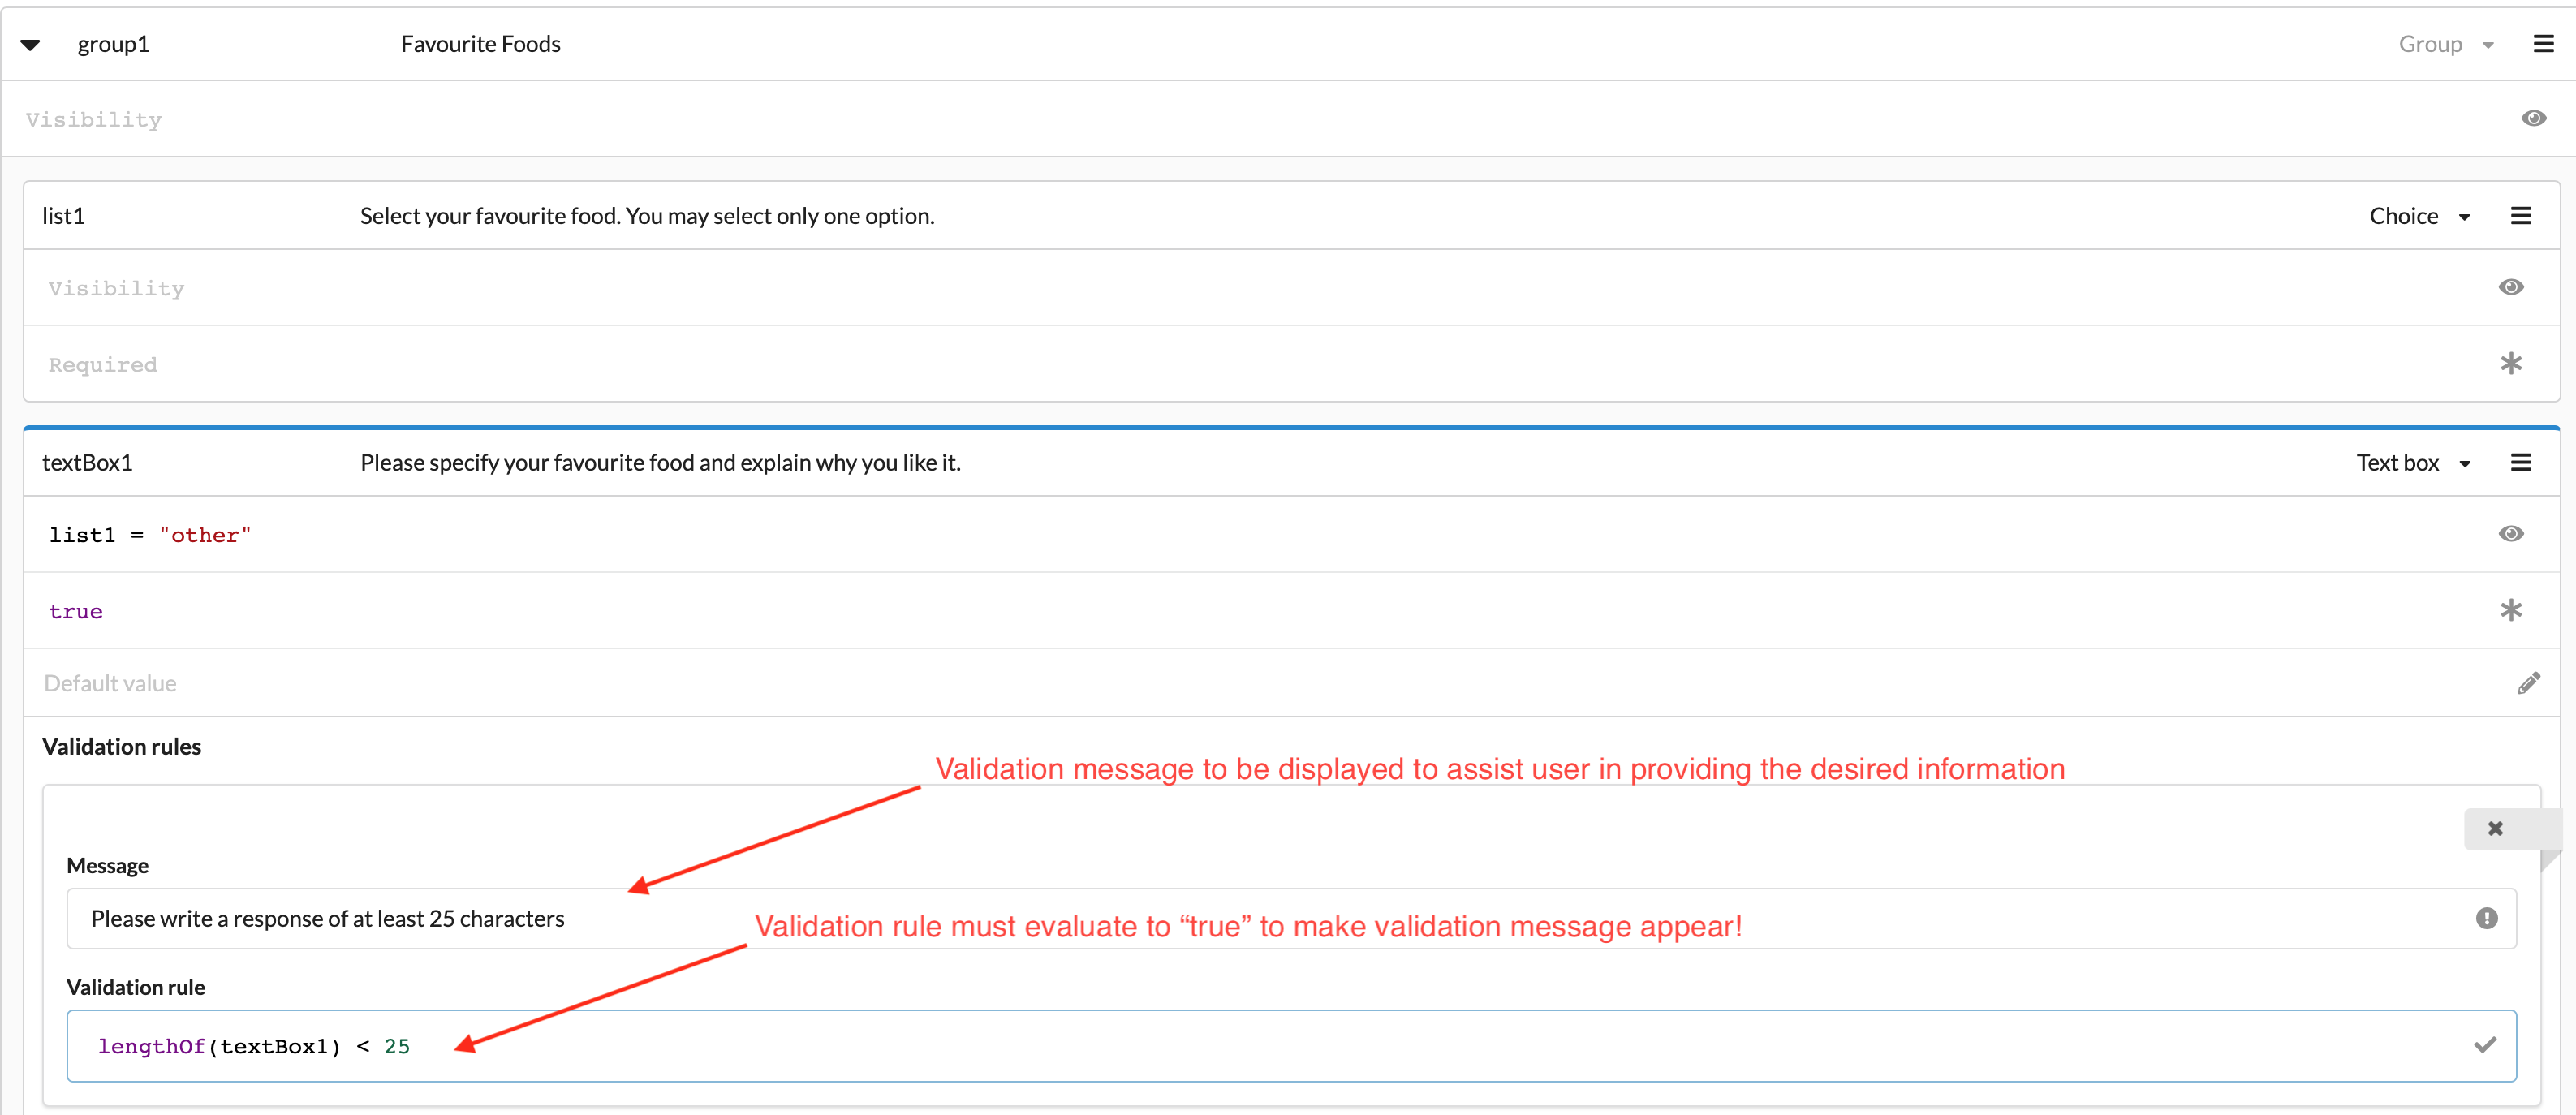 group1 Favourite Foods Group
Visibility
list1 Select your favourite food. You may select only one option. Choice
Visibility
Required
textBox1 Please specify your favourite food and explain why you like it. Text box
list1 = "other"
true
Default value
Validation rules
Validation message to be displayed to assist user in providing the desired information
Message
Please write a response of at least 25 characters
Validation rule must evaluate to “true” to make validation message appear!
Validation rule
lengthOf(textBox1) < 25